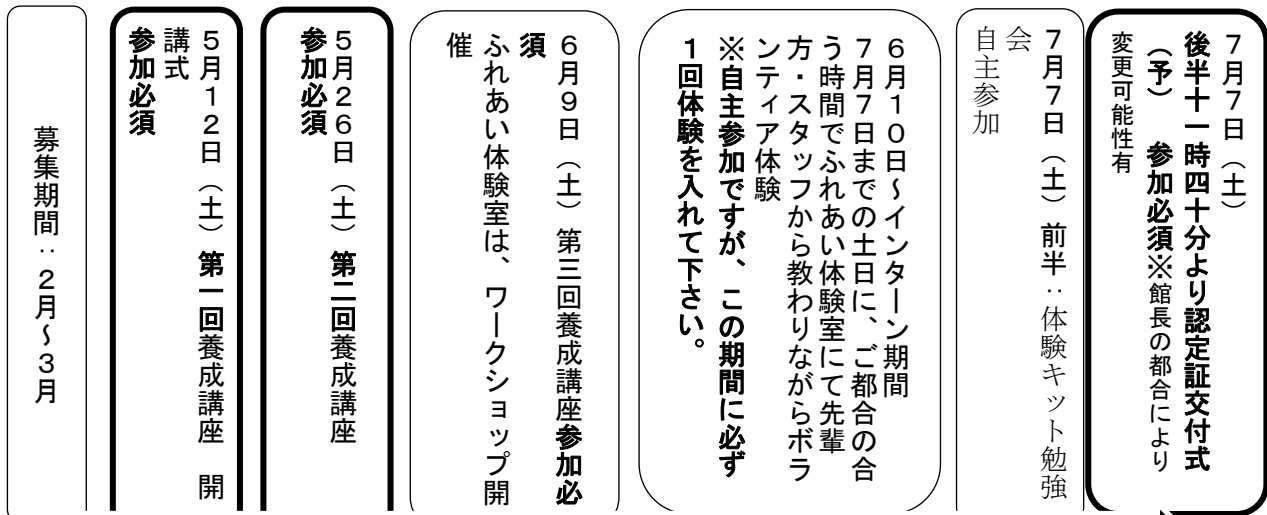 ７月７日（土）
後半十一時四十分より認定証交付式
（予）　参加必須※館長の都合により
変更可能性有
７月７日（土）前半：体験キット勉強
会
自主参加
６月１０日～インターン期間
７月７日までの土日に、ご都合の合
う時間でふれあい体験室にて先輩
方・スタッフから教わりながらボラ
ンティア体験
※自主参加ですが、この期間に必ず
１回体験を入れて下さい。
６月９日（土）第三回養成講座参加必
須
ふれあい体験室は、ワークショップ開
催
５月２６日（土）第二回養成講座
参加必須
５月１２日（土）第一回養成講座　開
講式
参加必須
募集期間：２月～３月